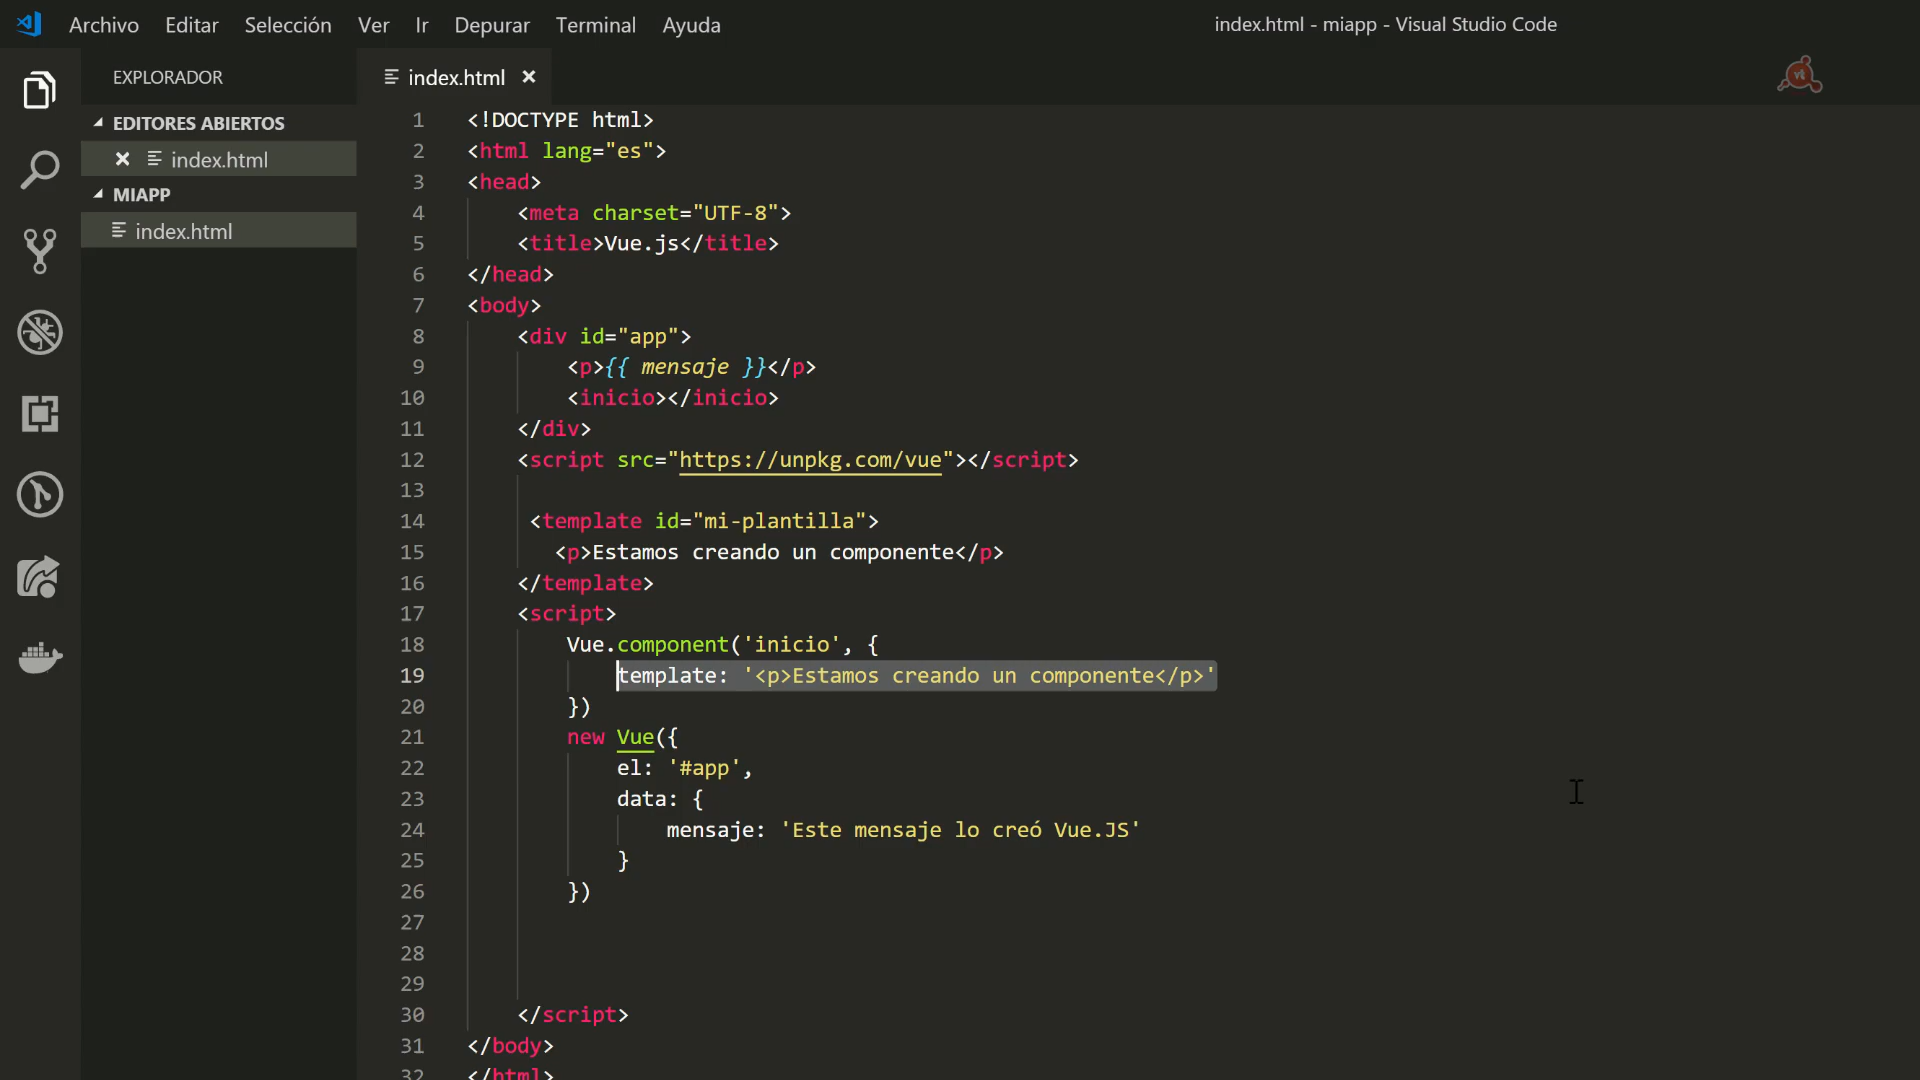 Archivo Editar Selección Ver Ir Depurar Terminal Ayuda
index.html - miapp - Visual Studio Code
EXPLORADOR
EDITORES ABIERTOS
index.html
MIAPP
index.html
index.html
vt
1 <!DOCTYPE html>
2 <html lang="es">
3 <head>
4 <meta charset="UTF-8">
5 <title>Vue.js</title>
6 </head>
7 <body>
8 <div id="app">
9 <p>{{ mensaje }}</p>
10 <inicio></inicio>
11 </div>
12 <script src="https://unpkg.com/vue"></script>
13
14 <template id="mi-plantilla">
15 <p>Estamos creando un componente</p>
16 </template>
17 <script>
18 Vue.component('inicio', {
19 template: '<p>Estamos creando un componente</p>'
20 })
21 new Vue({
22 el: '#app',
23 data: {
24 mensaje: 'Este mensaje lo creó Vue.JS'
25 }
26 })
27
28
29
30 </script>
31 </body>
32 </html>